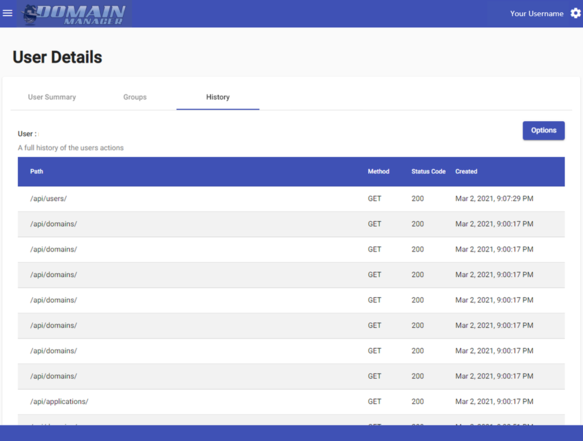 DOMAIN
MANAGER
Your Username
User Details
User Summary Groups History
User :
Options
A full history of the users actions
Path Method Status Code Created
/api/users/ GET 200 Mar 2, 2021, 9:07:29 PM
/api/domains/ GET 200 Mar 2, 2021, 9:00:17 PM
/api/domains/ GET 200 Mar 2, 2021, 9:00:17 PM
/api/domains/ GET 200 Mar 2, 2021, 9:00:17 PM
/api/domains/ GET 200 Mar 2, 2021, 9:00:17 PM
/api/domains/ GET 200 Mar 2, 2021, 9:00:17 PM
/api/domains/ GET 200 Mar 2, 2021, 9:00:17 PM
/api/domains/ GET 200 Mar 2, 2021, 9:00:17 PM
/api/applications/ GET 200 Mar 2, 2021, 9:00:17 PM